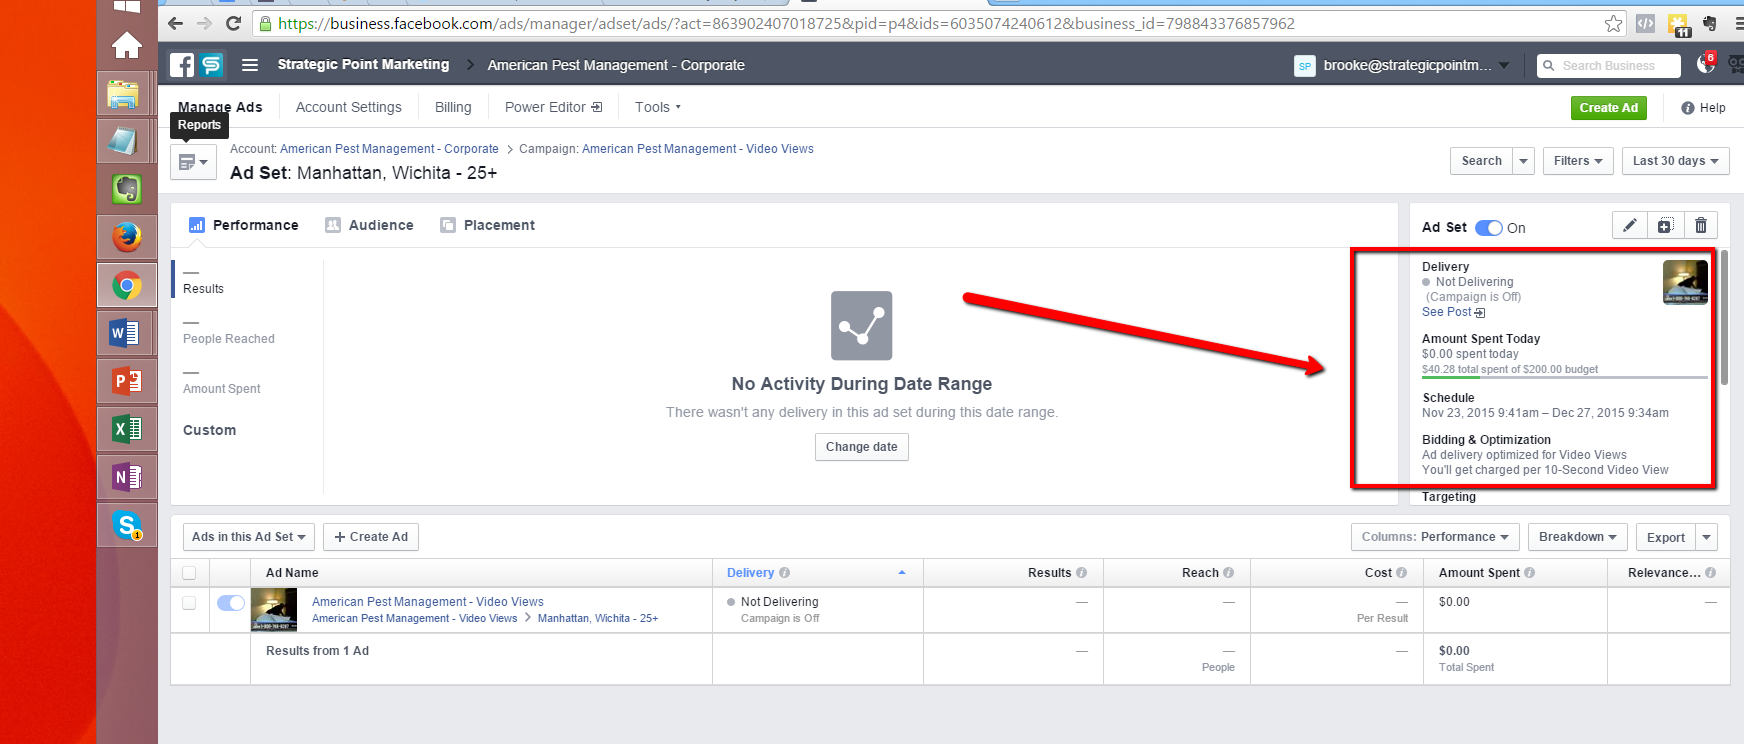 https://business.facebook.com/ads/manager/adset/ads/?act=863902407018725&pid=p4&ids=6035074240612&business_id=798843376857962
11
Strategic Point Marketing > American Pest Management - Corporate
SP brooke@strategicpointm...
Search Business
8
Manage Ads
Account Settings
Billing
Power Editor
Tools
Create Ad
Help
Reports
Account: American Pest Management - Corporate > Campaign: American Pest Management - Video Views
Ad Set: Manhattan, Wichita - 25+
Search
Filters
Last 30 days
Performance
Audience
Placement
Ad Set On
— Results
— People Reached
— Amount Spent
Custom
No Activity During Date Range
There wasn't any delivery in this ad set during this date range.
Change date
Delivery
Not Delivering
(Campaign is Off)
See Post
Amount Spent Today
$0.00 spent today
$40.28 total spent of $200.00 budget
Schedule
Nov 23, 2015 9:41am – Dec 27, 2015 9:34am
Bidding & Optimization
Ad delivery optimized for Video Views
You'll get charged per 10-Second Video View
Targeting
Ads in this Ad Set
+ Create Ad
Columns: Performance
Breakdown
Export
Ad Name
Delivery
Results
Reach
Cost
Amount Spent
Relevance...
American Pest Management - Video Views
American Pest Management - Video Views > Manhattan, Wichita - 25+
Not Delivering
Campaign is Off
—
—
—
Per Result
$0.00
—
Results from 1 Ad
—
—
People
—
$0.00
Total Spent
W
P
X
N
S
1